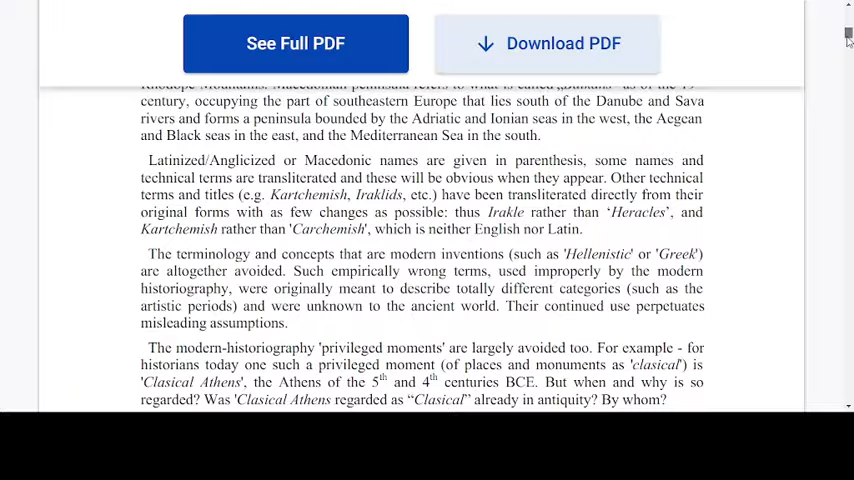 See Full PDF
Download PDF
Rhodope Mountains. Macedonian peninsula refers to what is called „Balkans“ as of the 19
century, occupying the part of southeastern Europe that lies south of the Danube and Sava
rivers and forms a peninsula bounded by the Adriatic and Ionian seas in the west, the Aegean
and Black seas in the east, and the Mediterranean Sea in the south.
Latinized/Anglicized or Macedonic names are given in parenthesis, some names and
technical terms are transliterated and these will be obvious when they appear. Other technical
terms and titles (e.g. Kartchemish, Iraklids, etc.) have been transliterated directly from their
original forms with as few changes as possible: thus Irakle rather than ‘Heracles’, and
Kartchemish rather than 'Carchemish', which is neither English nor Latin.
The terminology and concepts that are modern inventions (such as 'Hellenistic' or 'Greek')
are altogether avoided. Such empirically wrong terms, used improperly by the modern
historiography, were originally meant to describe totally different categories (such as the
artistic periods) and were unknown to the ancient world. Their continued use perpetuates
misleading assumptions.
The modern-historiography 'privileged moments' are largely avoided too. For example - for
historians today one such a privileged moment (of places and monuments as 'clasical') is
'Clasical Athens', the Athens of the 5th and 4th centuries BCE. But when and why is so
regarded? Was 'Clasical Athens regarded as “Clasical” already in antiquity? By whom?